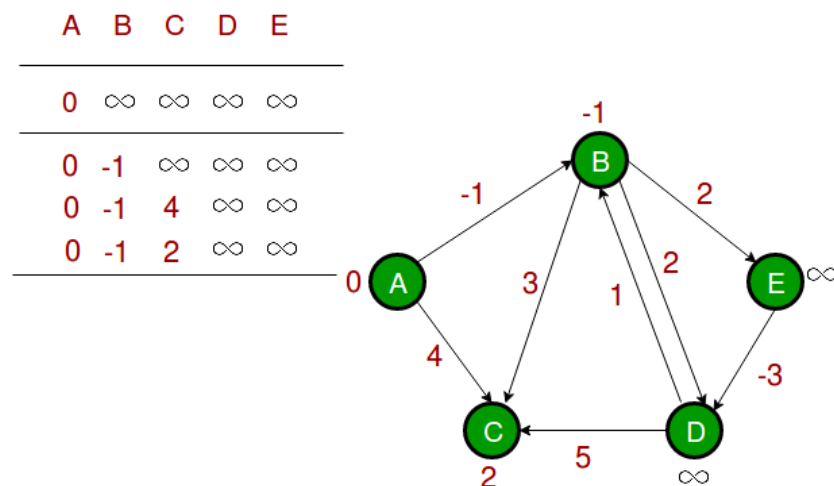 A B C D E
0 ∞ ∞ ∞ ∞
0 -1 ∞ ∞ ∞
0 -1 4 ∞ ∞
0 -1 2 ∞ ∞
-1
B
-1
2
3
2
1
0 A
E ∞
4
-3
C
D
5
2
∞